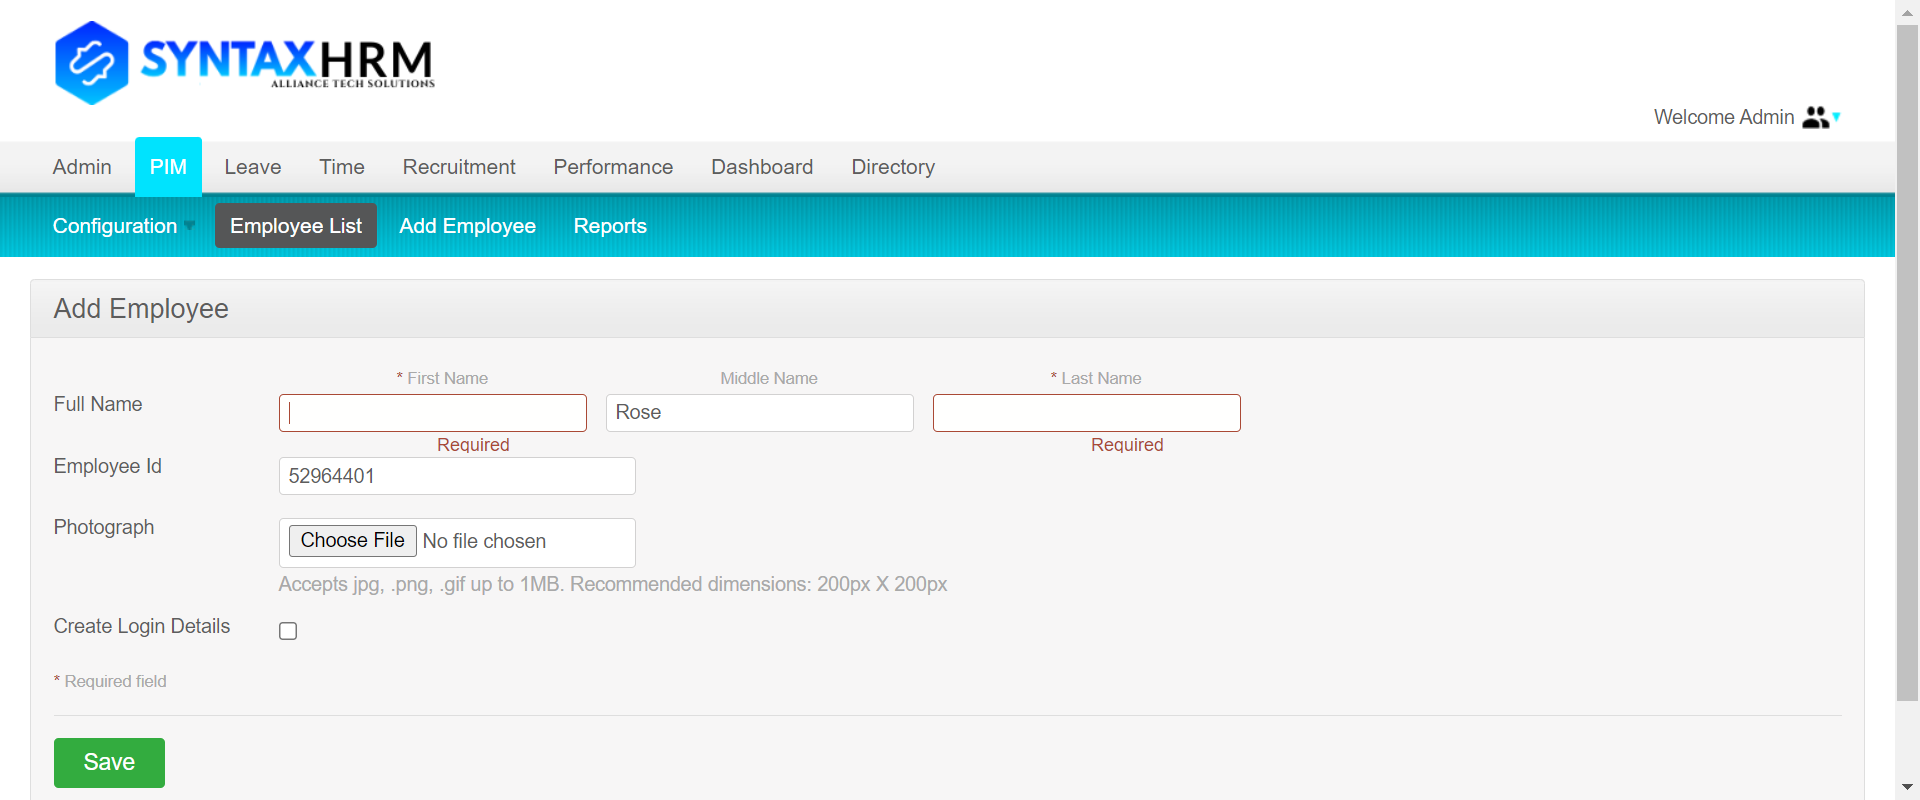 SYNTAXHRM
ALLIANCE TECH SOLUTIONS
Welcome Admin
Admin PIM Leave Time Recruitment Performance Dashboard Directory
Configuration Employee List Add Employee Reports
Add Employee
* First Name Middle Name * Last Name
Full Name Rose
Required Required
Employee Id 52964401
Photograph Choose File No file chosen
Accepts jpg, .png, .gif up to 1MB. Recommended dimensions: 200px X 200px
Create Login Details
* Required field
Save